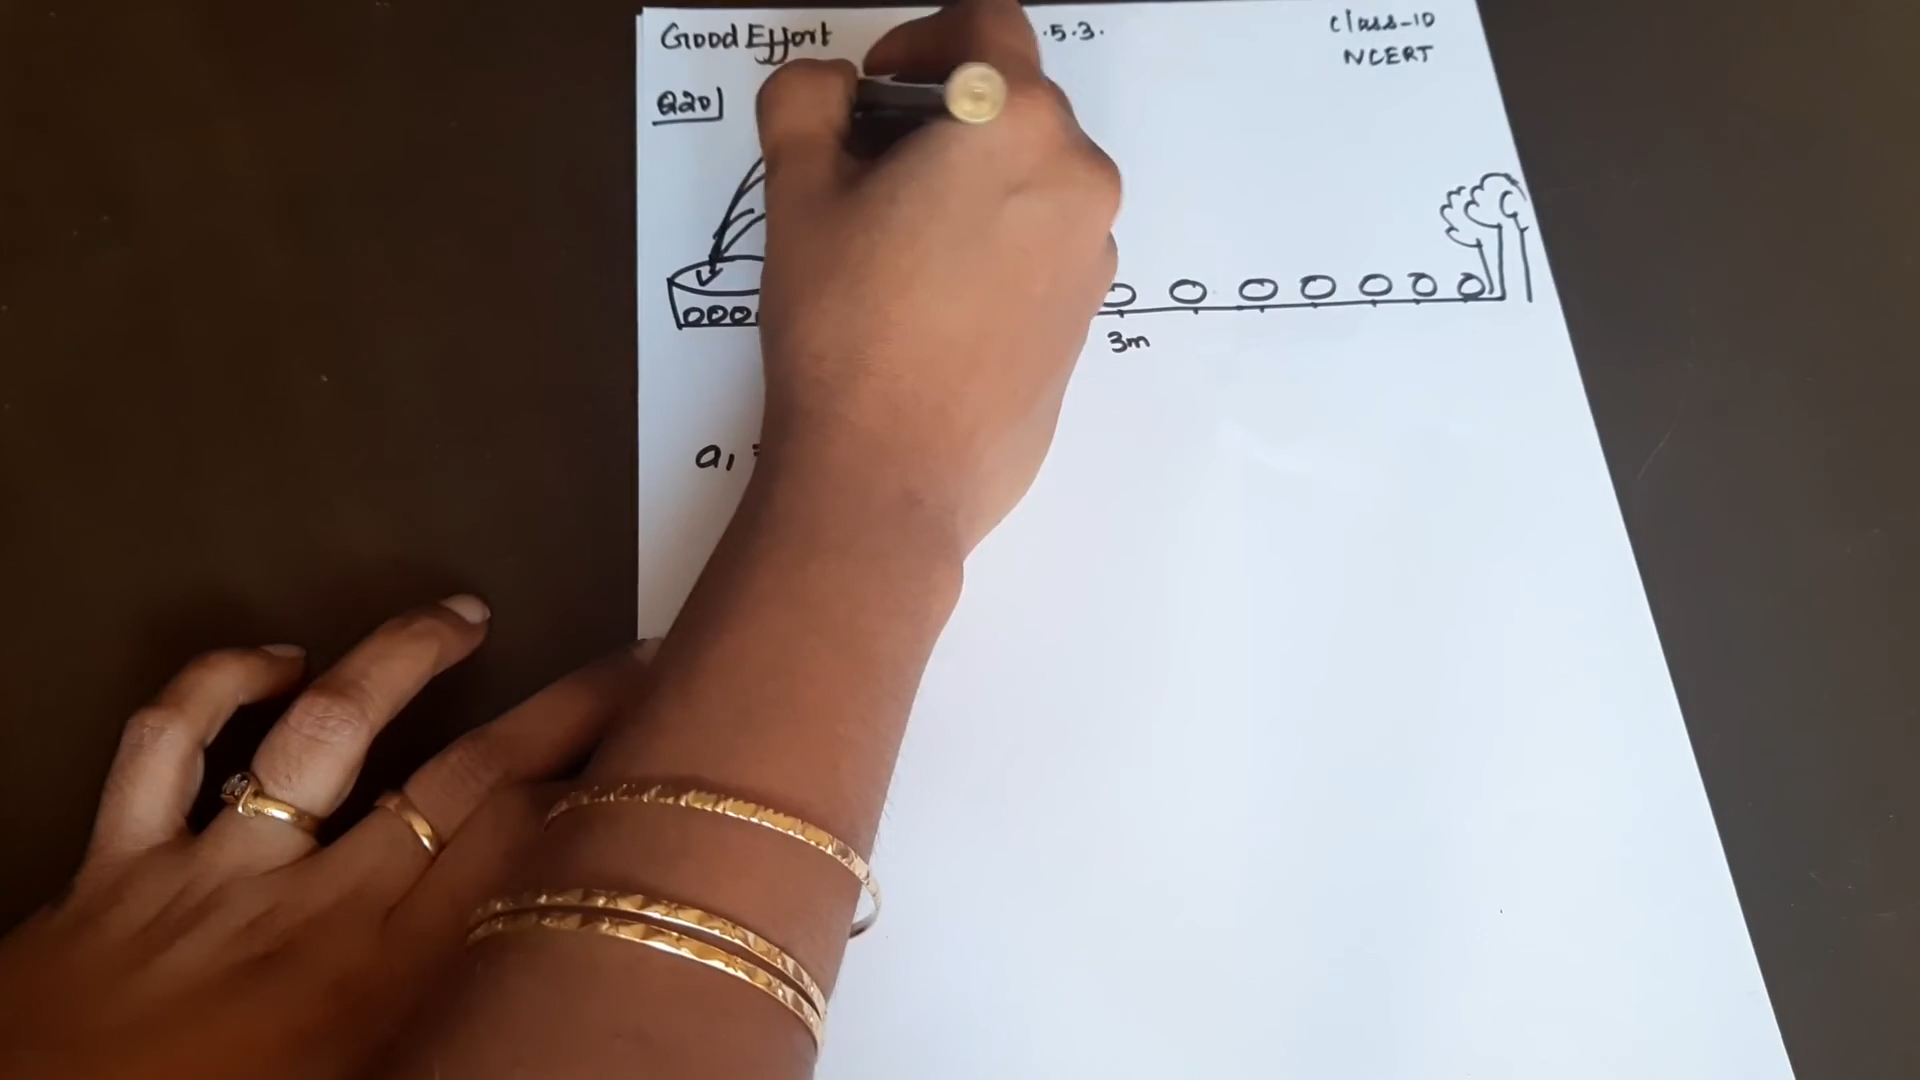 Good Effort .5.3. Class-10
NCERT
Q20]
3m
a₁ =